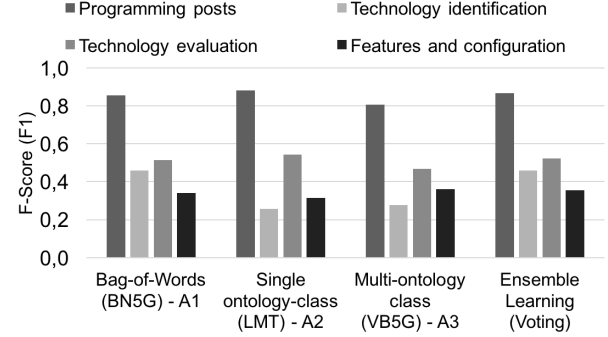 Programming posts
Technology identification
Technology evaluation
Features and configuration
F-Score (F1)
1,0
0,8
0,6
0,4
0,2
0,0
Bag-of-Words
(BN5G) - A1
Single
ontology-class
(LMT) - A2
Multi-ontology
class
(VB5G) - A3
Ensemble
Learning
(Voting)